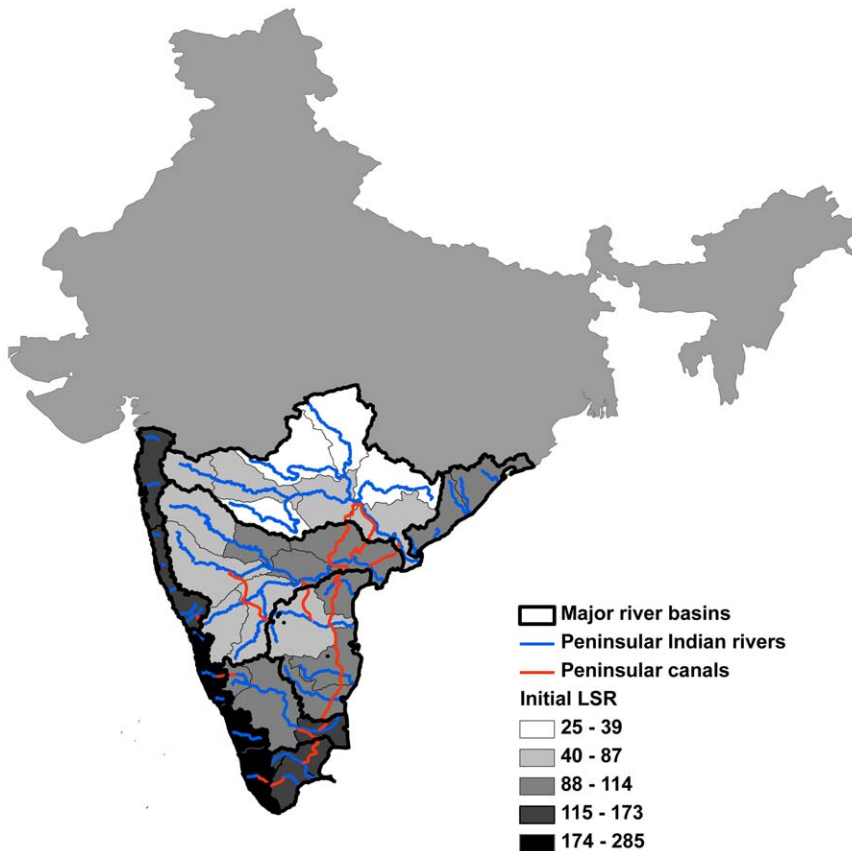 Major river basins
Peninsular Indian rivers
Peninsular canals
Initial LSR
25 - 39
40 - 87
88 - 114
115 - 173
174 - 285